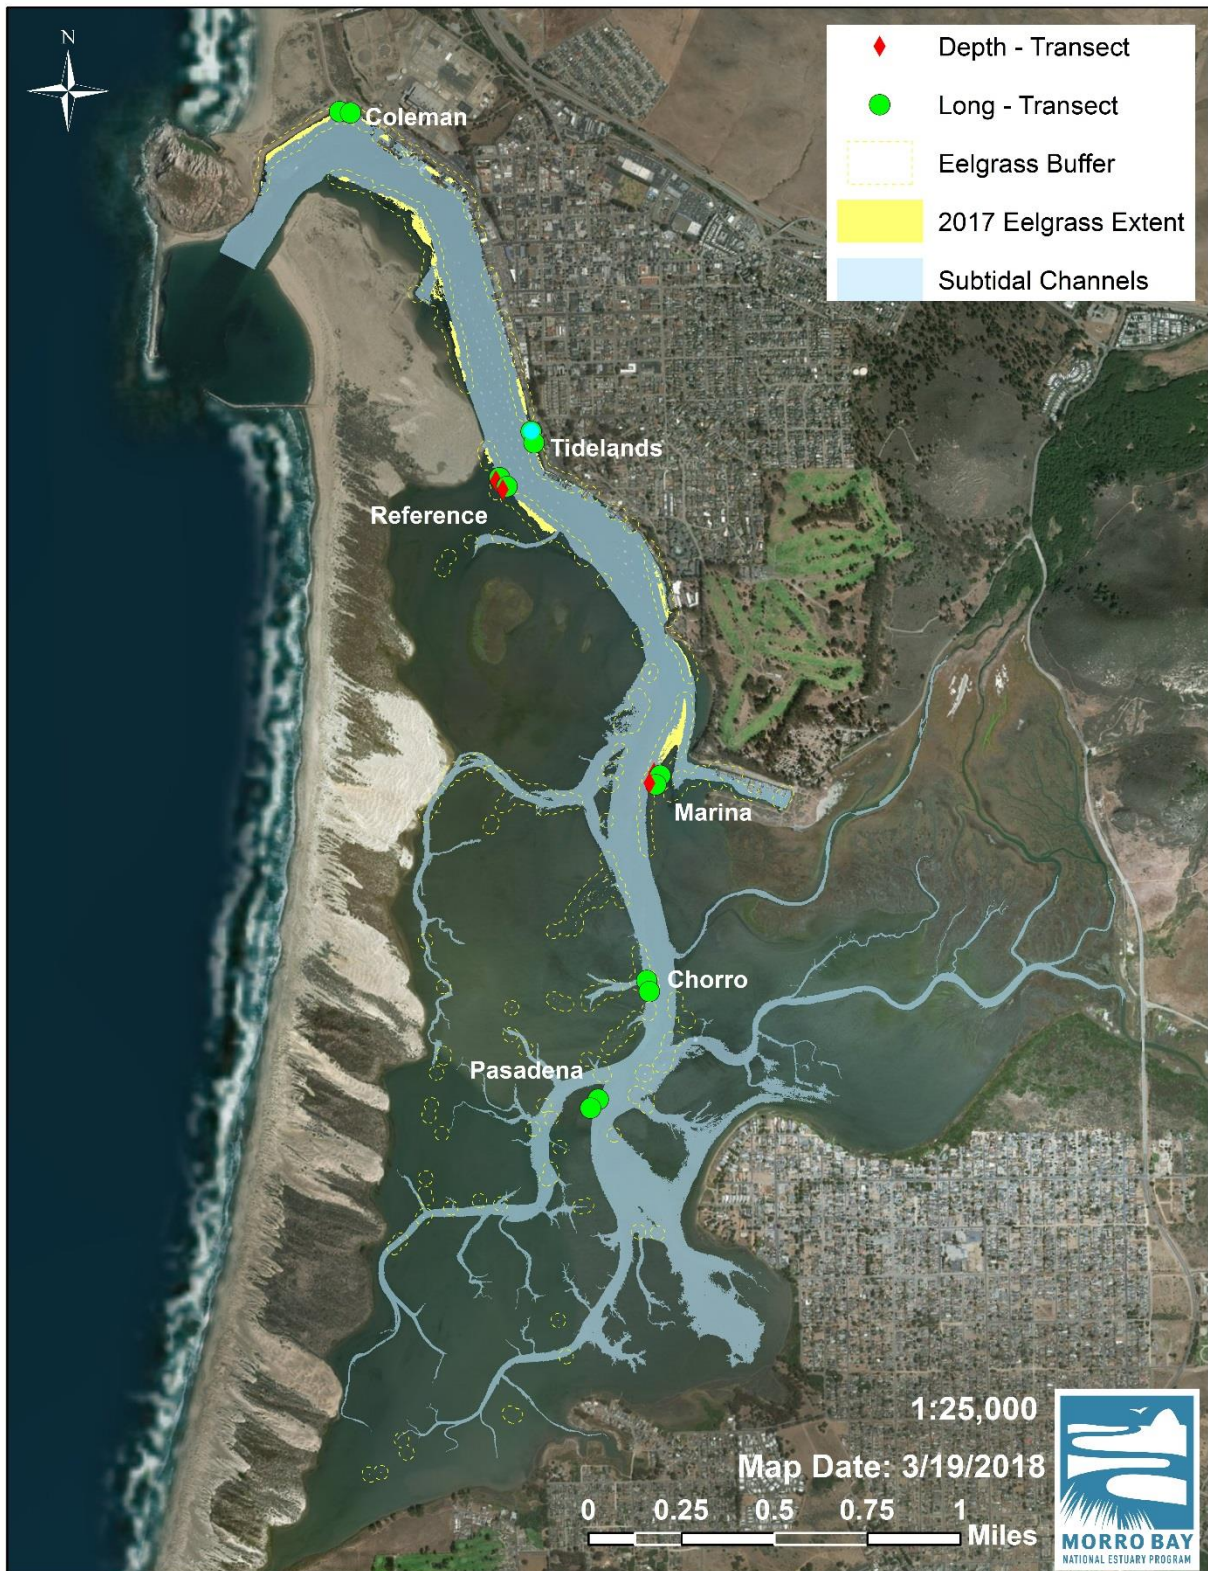 N
Depth - Transect
Long - Transect
Eelgrass Buffer
2017 Eelgrass Extent
Subtidal Channels
Coleman
Tidelands
Reference
Marina
Chorro
Pasadena
1:25,000
Map Date: 3/19/2018
0 0.25 0.5 0.75 1
Miles
MORRO BAY
NATIONAL ESTUARY PROGRAM